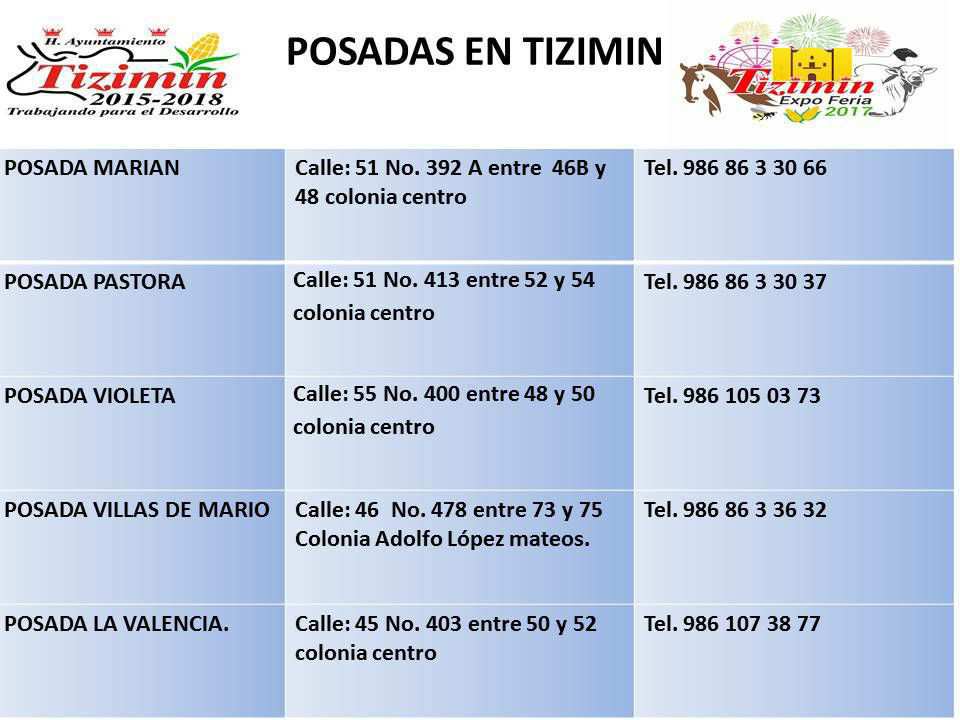 H. Ayuntamiento
Tizimin
2015-2018
Trabajando para el Desarrollo
POSADAS EN TIZIMIN
Tizimin
Expo Feria
2017
POSADA MARIAN
Calle: 51 No. 392 A entre 46B y
48 colonia centro
Tel. 986 86 3 30 66
POSADA PASTORA
Calle: 51 No. 413 entre 52 y 54
colonia centro
Tel. 986 86 3 30 37
POSADA VIOLETA
Calle: 55 No. 400 entre 48 y 50
colonia centro
Tel. 986 105 03 73
POSADA VILLAS DE MARIO
Calle: 46 No. 478 entre 73 y 75
Colonia Adolfo López mateos.
Tel. 986 86 3 36 32
POSADA LA VALENCIA.
Calle: 45 No. 403 entre 50 y 52
colonia centro
Tel. 986 107 38 77